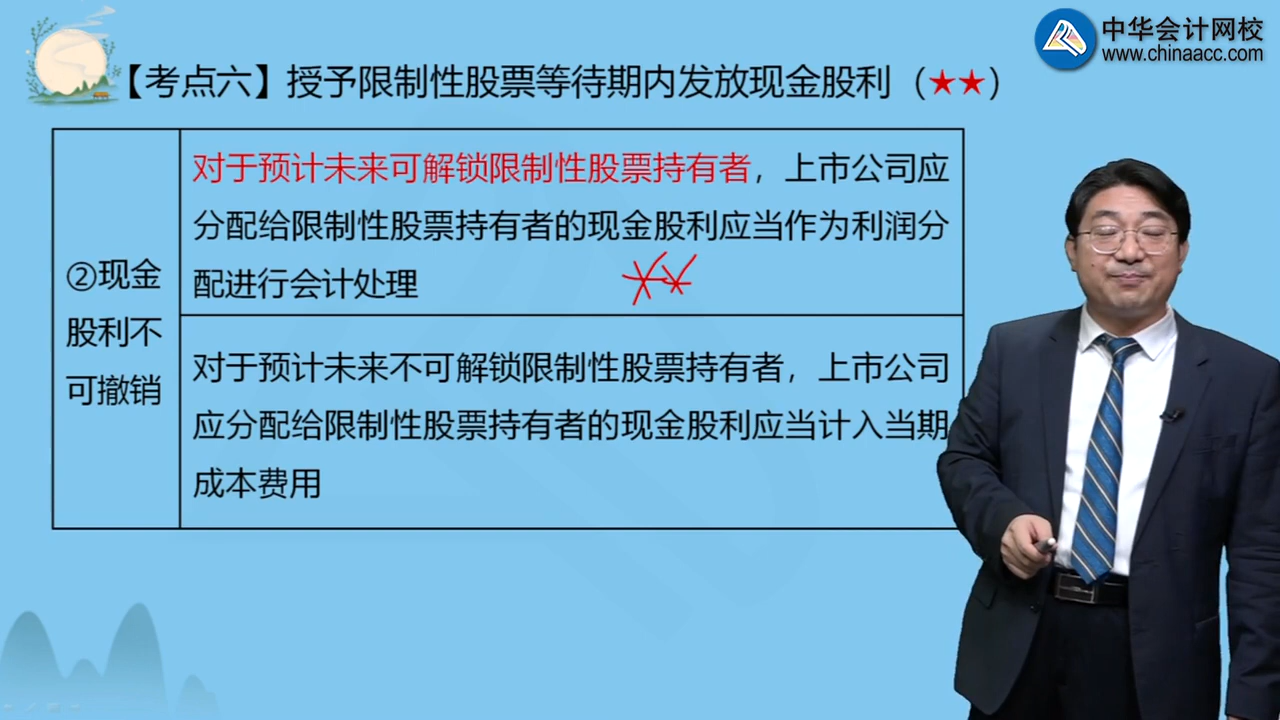 中华会计网校
www.chinaacc.com
【考点六】授予限制性股票等待期内发放现金股利（★★）
②现金
股利不
可撤销
对于预计未来可解锁限制性股票持有者，上市公司应
分配给限制性股票持有者的现金股利应当作为利润分
配进行会计处理
对于预计未来不可解锁限制性股票持有者，上市公司
应分配给限制性股票持有者的现金股利应当计入当期
成本费用